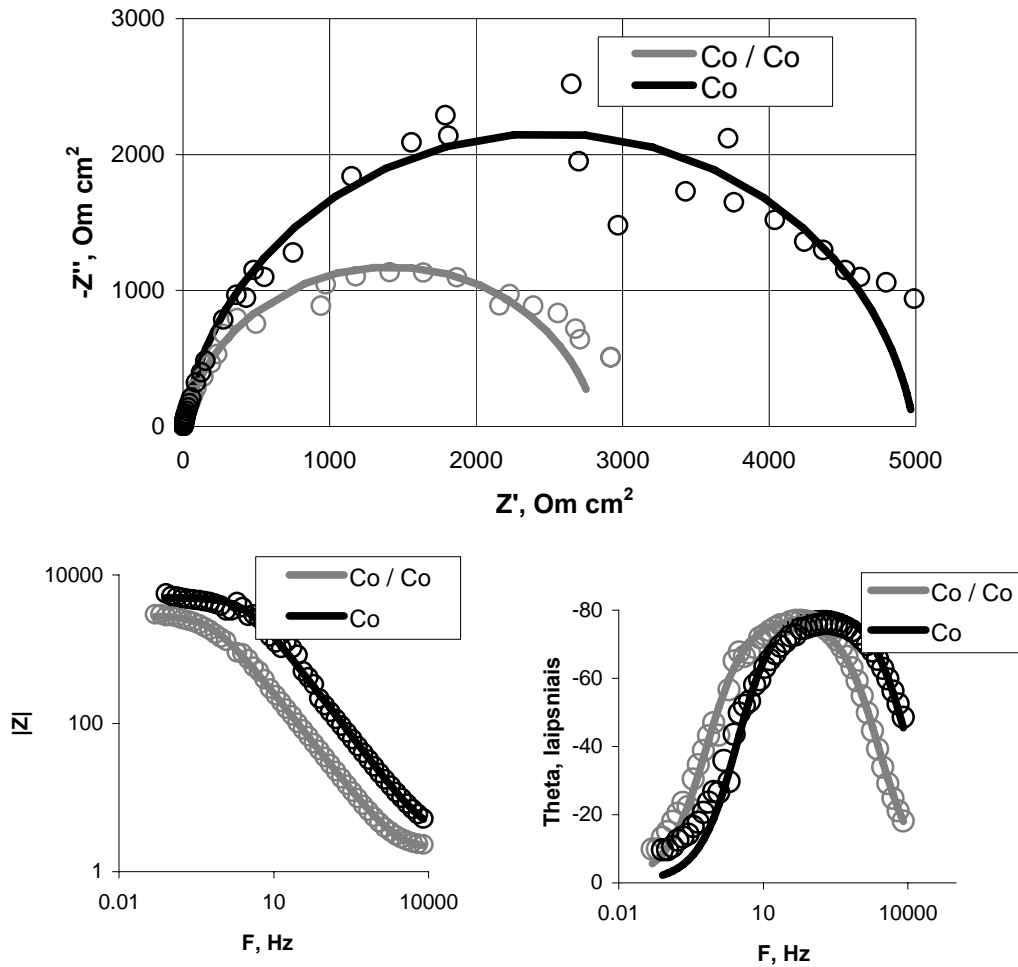 3000
2000
1000
0
-Z", Om cm2
Co / Co
Co
0
1000
2000
3000
4000
5000
Z', Om cm2
10000
100
1
|Z|
Co / Co
Co
0.01
10
10000
F, Hz
-80
-60
-40
-20
0
Theta, laipsniais
Co / Co
Co
0.01
10
10000
F, Hz